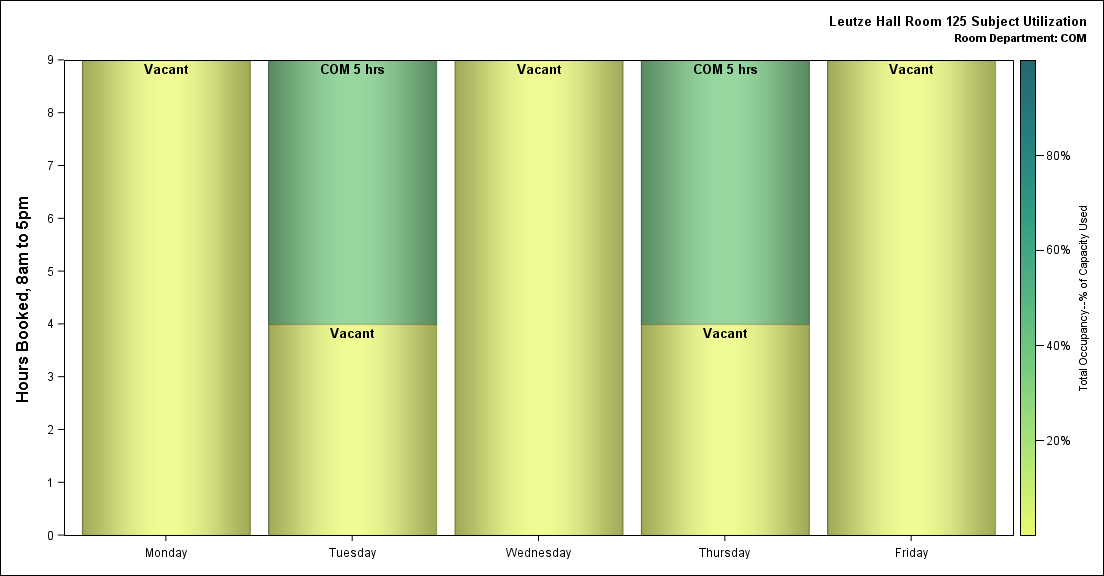 Leutze Hall Room 125 Subject Utilization
Room Department: COM
Hours Booked, 8am to 5pm
9
8
7
6
5
4
3
2
1
0
Vacant
COM 5 hrs
Vacant
COM 5 hrs
Vacant
Vacant
Vacant
Monday
Tuesday
Wednesday
Thursday
Friday
80%
60%
40%
20%
Total Occupancy--% of Capacity Used